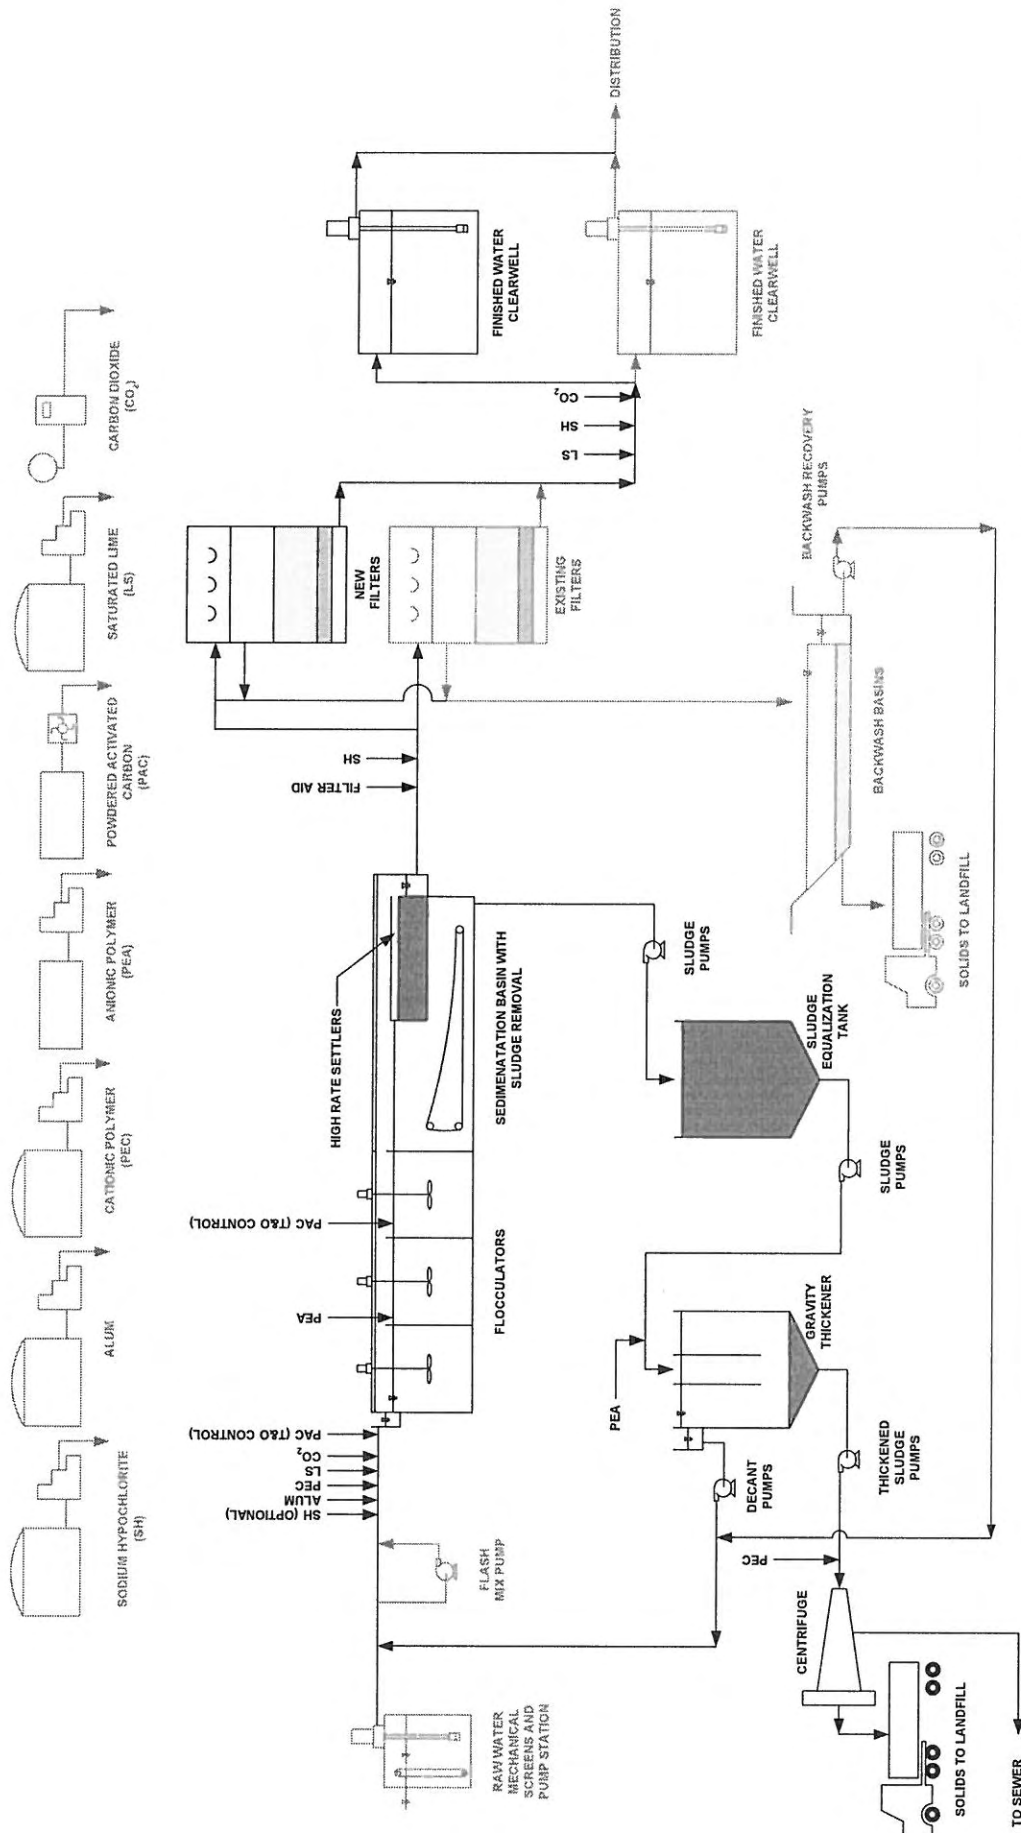 SODIUM HYPOCHLORITE
(SH)
ALUM
CATIONIC POLYMER
(PEC)
ANIONIC POLYMER
(PEA)
POWDERED ACTIVATED
CARBON
(PAC)
SATURATED LIME
(LS)
CARBON DIOXIDE
(CO₂)
RAW WATER
MECHANICAL
SCREENS AND
PUMP STATION
FLASH
MIX PUMP
SH (OPTIONAL)
ALUM
PEC
LS
CO₂
PAC (T&O CONTROL)
PEA
PAC (T&O CONTROL)
FLOCCULATORS
HIGH RATE SETTLERS
SEDIMENATATION BASIN WITH
SLUDGE REMOVAL
FILTER AID
SH
NEW
FILTERS
EXISTING
FILTERS
LS
SH
CO₂
FINISHED WATER
CLEARWELL
FINISHED WATER
CLEARWELL
DISTRIBUTION
SLUDGE
PUMPS
SLUDGE
EQUALIZATION
TANK
SLUDGE
PUMPS
PEA
GRAVITY
THICKENER
DECANT
PUMPS
THICKENED
SLUDGE
PUMPS
PEC
CENTRIFUGE
SOLIDS TO LANDFILL
TO SEWER
BACKWASH RECOVERY
PUMPS
BACKWASH BASINS
SOLIDS TO LANDFILL